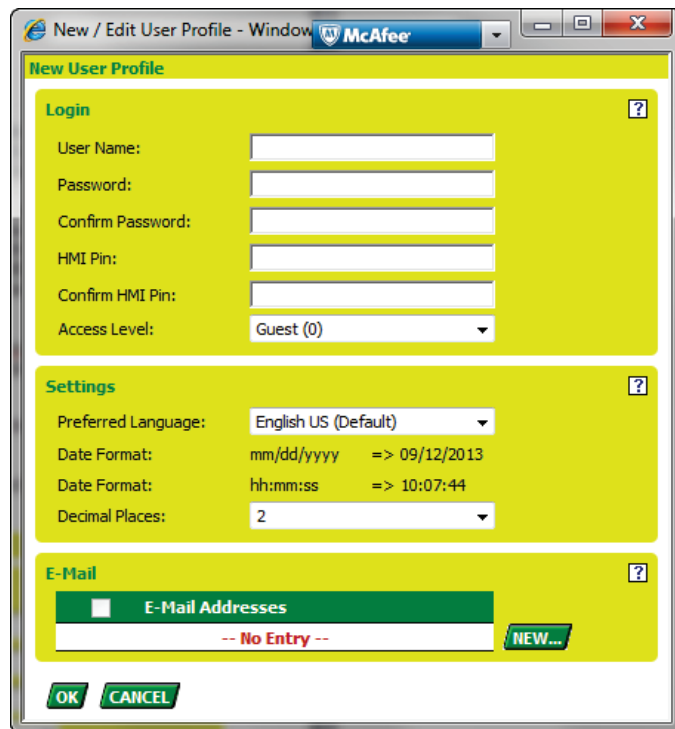 New / Edit User Profile - Window
McAfee
New User Profile
Login
?
User Name:
Password:
Confirm Password:
HMI Pin:
Confirm HMI Pin:
Access Level: Guest (0)
Settings
?
Preferred Language: English US (Default)
Date Format: mm/dd/yyyy => 09/12/2013
Date Format: hh:mm:ss => 10:07:44
Decimal Places: 2
E-Mail
?
E-Mail Addresses
-- No Entry --
NEW...
OK CANCEL